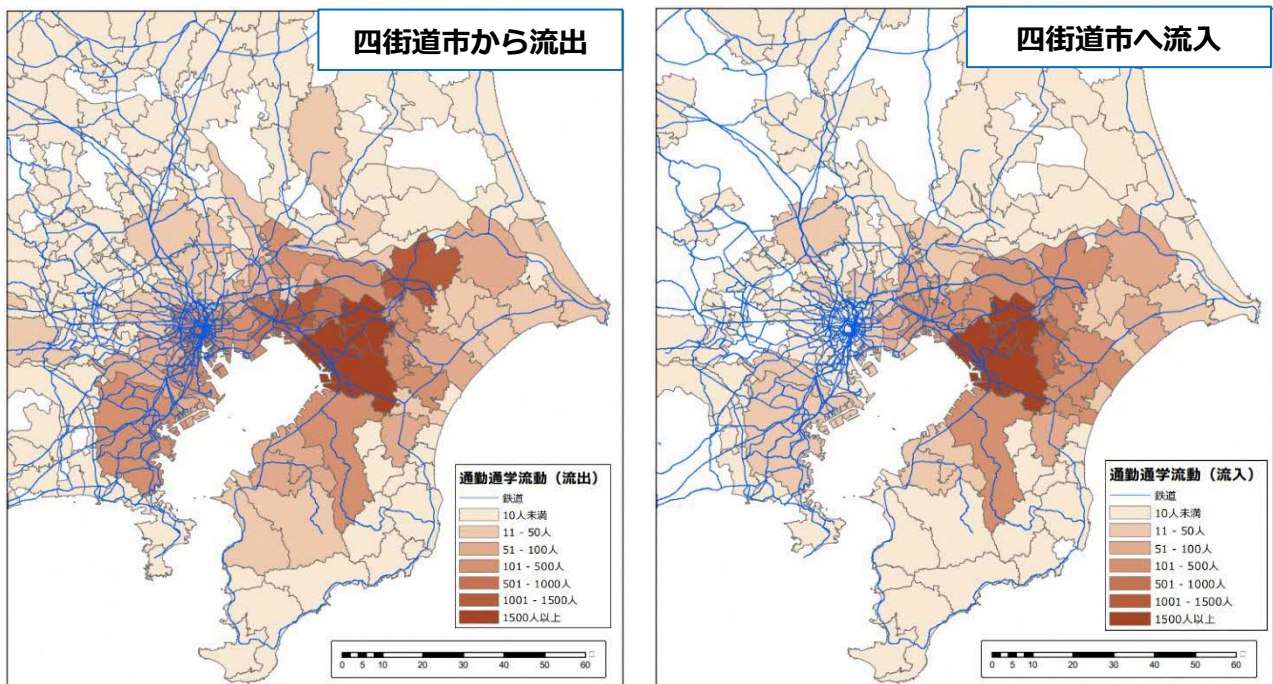 四街道市から流出
通勤通学流動（流出）
鉄道
10人未満
11 - 50人
51 - 100人
101 - 500人
501 - 1000人
1001 - 1500人
1500人以上
0 5 10 20 30 40 50 60
四街道市へ流入
通勤通学流動（流入）
鉄道
10人未満
11 - 50人
51 - 100人
101 - 500人
501 - 1000人
1001 - 1500人
1500人以上
0 5 10 20 30 40 50 60